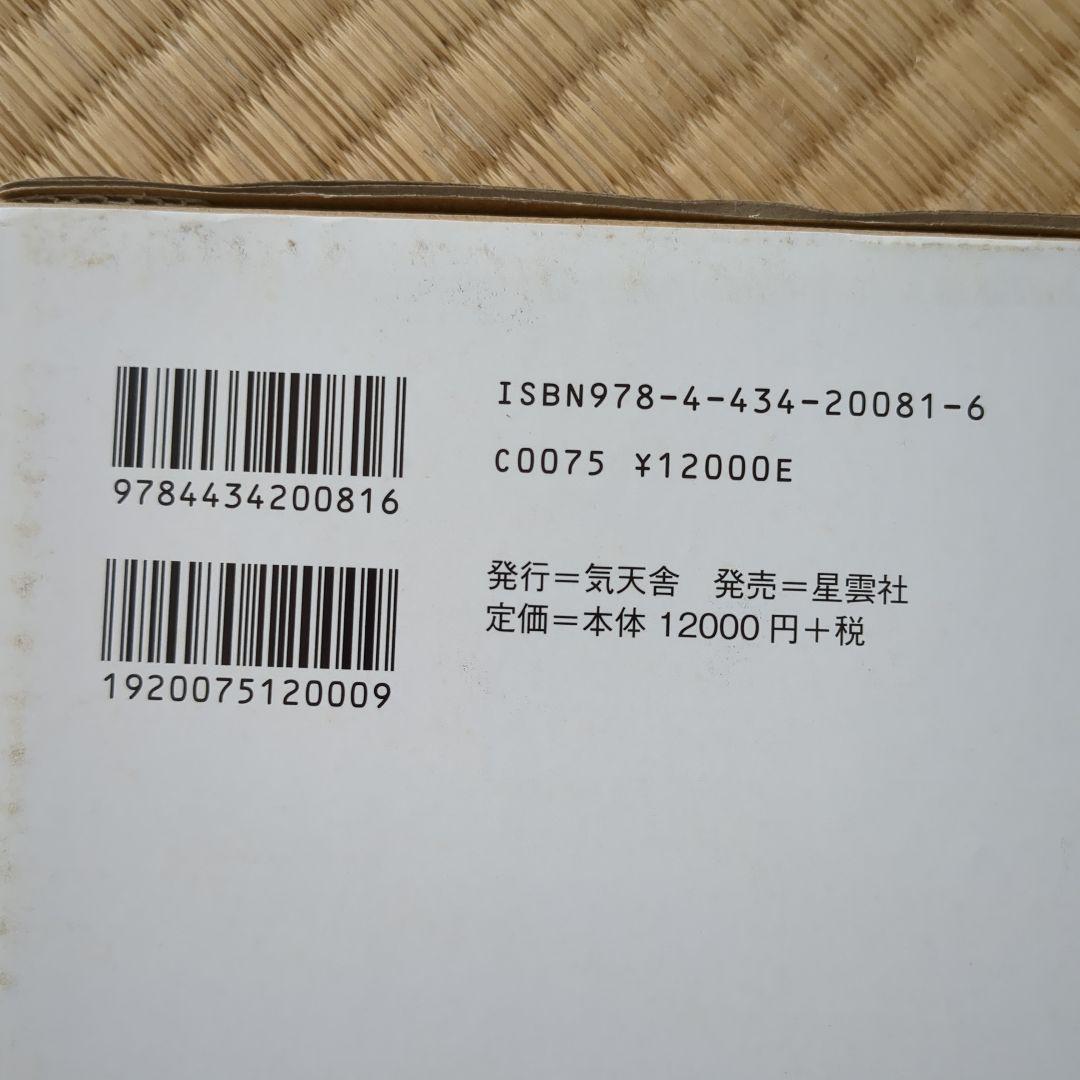 9784434200816
ISBN978-4-434-20081-6
C0075 ¥12000E
1920075120009
発行＝気天舎　発売＝星雲社
定価＝本体 12000 円＋税